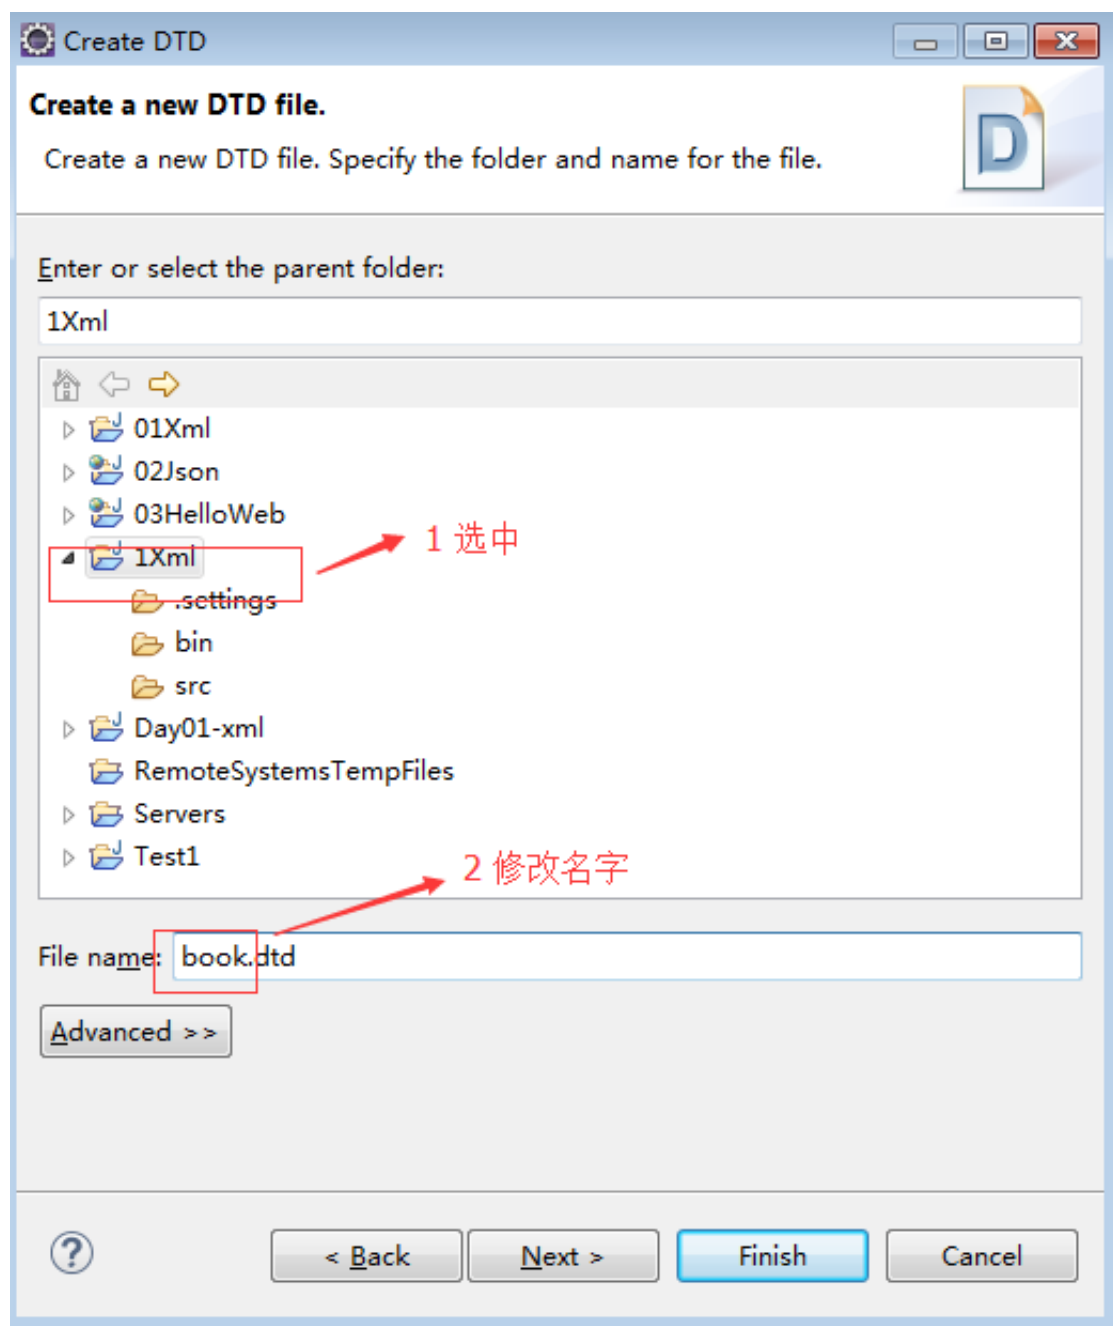 Create DTD
Create a new DTD file.
Create a new DTD file. Specify the folder and name for the file.
D
Enter or select the parent folder:
1Xml
01Xml
02Json
03HelloWeb
1 选中
1Xml
.settings
bin
src
Day01-xml
RemoteSystemsTempFiles
Servers
Test1
2 修改名字
File name: book.dtd
Advanced >>
? < Back Next > Finish Cancel